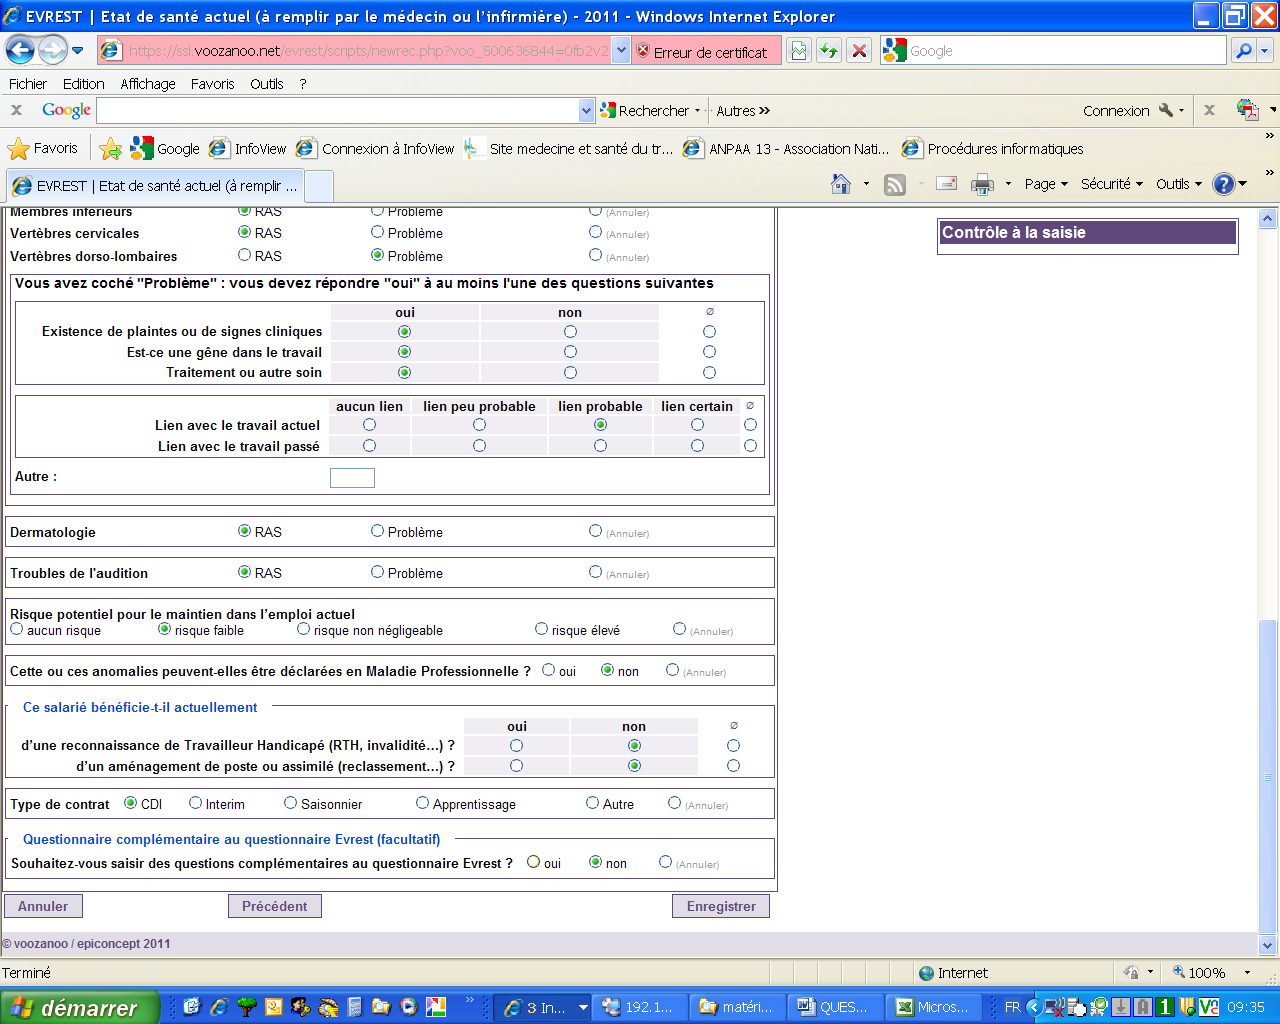 EVREST | Etat de santé actuel (à remplir par le médecin ou l'infirmière) - 2011 - Windows Internet Explorer
https://ssl.voozanoo.net/evrest/scripts/newrec.php?voo_500636844=0fb2v2 Erreur de certificat Google
Fichier Edition Affichage Favoris Outils ?
x Google Rechercher Autres >> Connexion x
Favoris Google InfoView Connexion à InfoView Site medecine et santé du tr... ANPAA 13 - Association Nati... Procédures informatiques
EVREST | Etat de santé actuel (à remplir ... Page Sécurité Outils ?
Membres inférieurs RAS Problème (Annuler)
Contrôle à la saisie
Vertèbres cervicales RAS Problème (Annuler)
Vertèbres dorso-lombaires RAS Problème (Annuler)
Vous avez coché "Problème" : vous devez répondre "oui" à au moins l'une des questions suivantes
oui non ∅
Existence de plaintes ou de signes cliniques
Est-ce une gêne dans le travail
Traitement ou autre soin
aucun lien lien peu probable lien probable lien certain ∅
Lien avec le travail actuel
Lien avec le travail passé
Autre :
Dermatologie RAS Problème (Annuler)
Troubles de l'audition RAS Problème (Annuler)
Risque potentiel pour le maintien dans l'emploi actuel
aucun risque risque faible risque non négligeable risque élevé (Annuler)
Cette ou ces anomalies peuvent-elles être déclarées en Maladie Professionnelle ? oui non (Annuler)
Ce salarié bénéficie-t-il actuellement
oui non ∅
d'une reconnaissance de Travailleur Handicapé (RTH, invalidité...) ?
d'un aménagement de poste ou assimilé (reclassement...) ?
Type de contrat CDI Interim Saisonnier Apprentissage Autre (Annuler)
Questionnaire complémentaire au questionnaire Evrest (facultatif)
Souhaitez-vous saisir des questions complémentaires au questionnaire Evrest ? oui non (Annuler)
Annuler Précédent Enregistrer
© voozanoo / epiconcept 2011
Terminé Internet 100%
démarrer 3 In... 192.1... matéri... QUES... Micros... FR 1 09:35